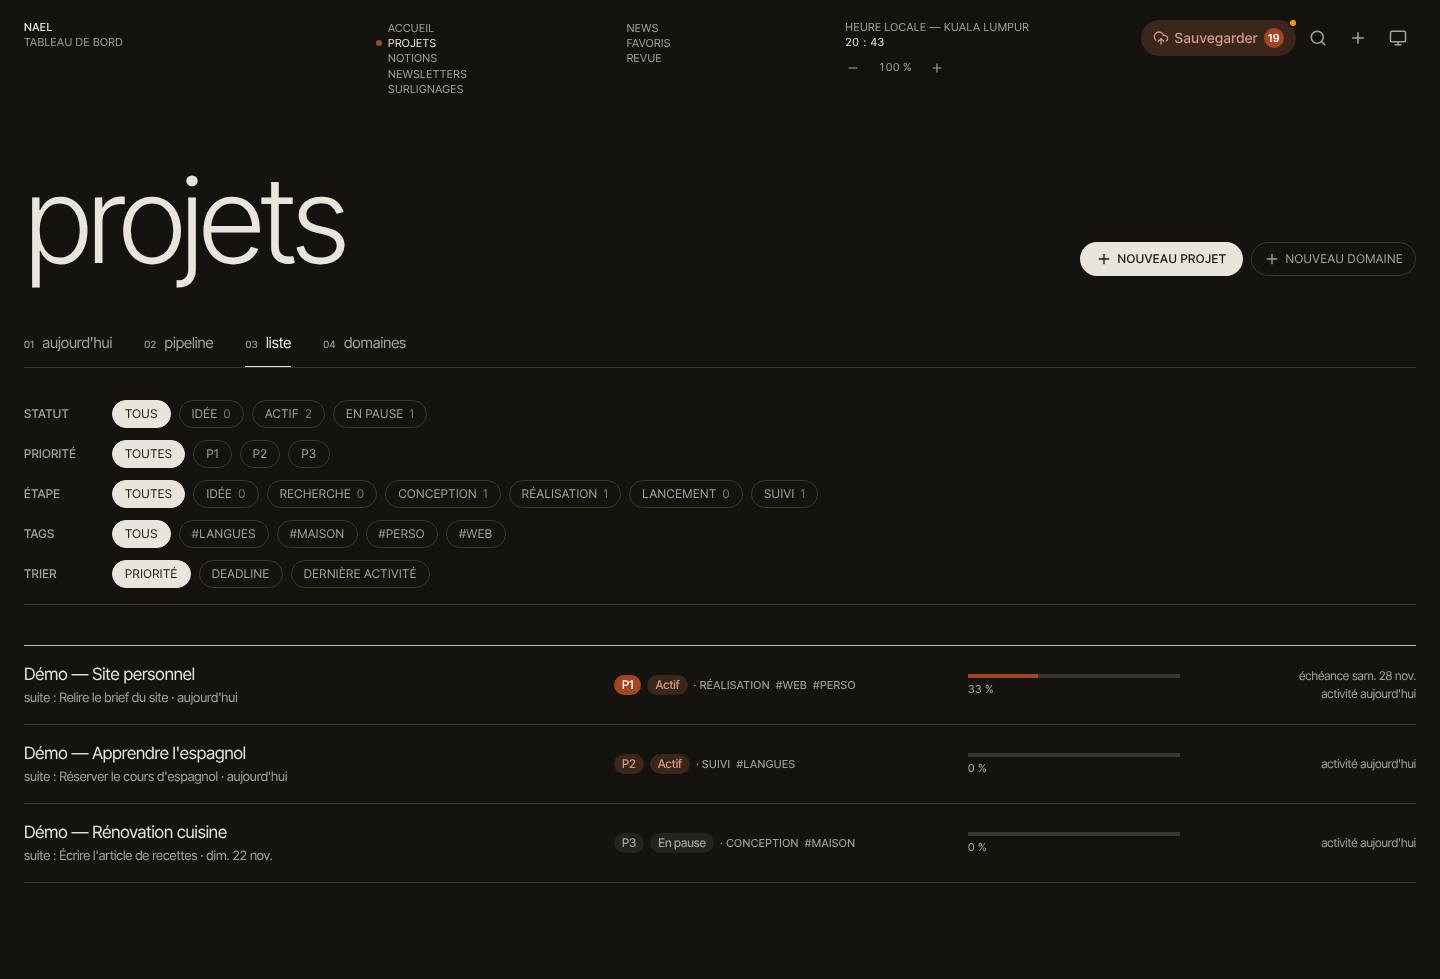 NAEL
TABLEAU DE BORD
ACCUEIL
PROJETS
NOTIONS
NEWSLETTERS
SURLIGNAGES
NEWS
FAVORIS
REVUE
HEURE LOCALE — KUALA LUMPUR
20 : 43
100 %
Sauvegarder 19
projets
NOUVEAU PROJET
NOUVEAU DOMAINE
01 aujourd'hui 02 pipeline 03 liste 04 domaines
STATUT TOUS IDÉE 0 ACTIF 2 EN PAUSE 1
PRIORITÉ TOUTES P1 P2 P3
ÉTAPE TOUTES IDÉE 0 RECHERCHE 0 CONCEPTION 1 RÉALISATION 1 LANCEMENT 0 SUIVI 1
TAGS TOUS #LANGUES #MAISON #PERSO #WEB
TRIER PRIORITÉ DEADLINE DERNIÈRE ACTIVITÉ
Démo — Site personnel
suite : Relire le brief du site · aujourd'hui
P1 Actif · RÉALISATION #WEB #PERSO
33 %
échéance sam. 28 nov.
activité aujourd'hui
Démo — Apprendre l'espagnol
suite : Réserver le cours d'espagnol · aujourd'hui
P2 Actif · SUIVI #LANGUES
0 %
activité aujourd'hui
Démo — Rénovation cuisine
suite : Écrire l'article de recettes · dim. 22 nov.
P3 En pause · CONCEPTION #MAISON
0 %
activité aujourd'hui